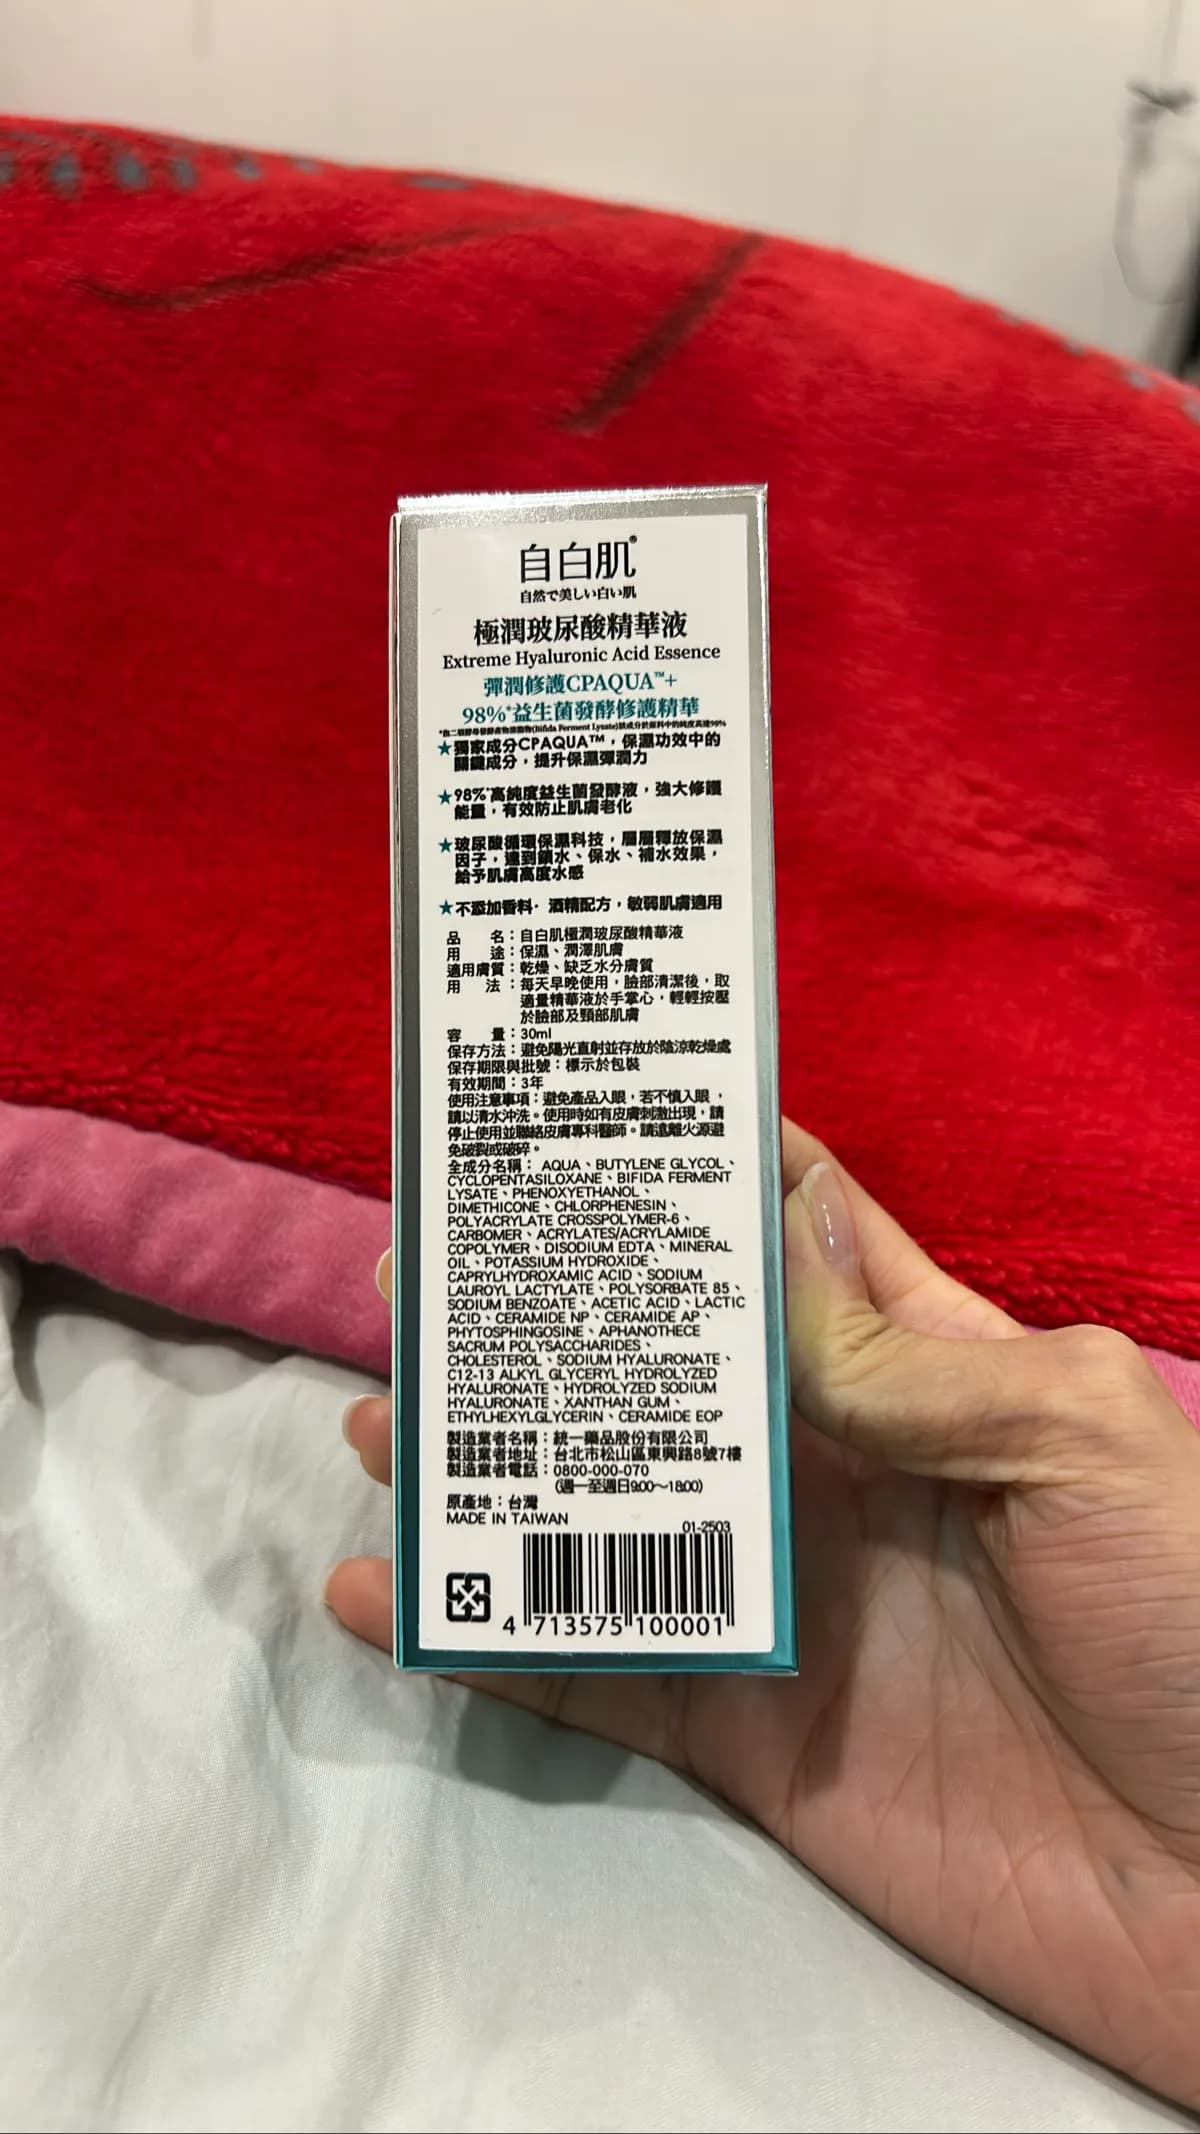 自白肌®
自然で美しい白い肌
極潤玻尿酸精華液
Extreme Hyaluronic Acid Essence
彈潤修護CPAQUA™+
98%*益生菌發酵修護精華
★獨家成分CPAQUA™，保濕功效中的
關鍵成分，提升保濕彈潤力
★98%*高純度益生菌發酵液，強大修護
能量，有效防止肌膚老化
★玻尿酸循環保濕科技，層層釋放保濕
因子，達到鎖水、保水、補水效果，
給予肌膚高度水感
★不添加香料·酒精配方，敏弱肌膚適用
品　　名：自白肌極潤玻尿酸精華液
用　　途：保濕、潤澤肌膚
適用膚質：乾燥、缺乏水分膚質
用　　法：每天早晚使用，臉部清潔後，取
適量精華液於手掌心，輕輕按壓
於臉部及頸部肌膚
容　　量：30ml
保存方法：避免陽光直射並存放於陰涼乾燥處
保存期限與批號：標示於包裝
有效期間：3年
使用注意事項：避免產品入眼，若不慎入眼，
請以清水沖洗。使用時如有皮膚刺激出現，請
停止使用並聯絡皮膚專科醫師。請遠離火源避
免破裂或破碎。
全成分名稱： AQUA、BUTYLENE GLYCOL、
CYCLOPENTASILOXANE、BIFIDA FERMENT
LYSATE、PHENOXYETHANOL、
DIMETHICONE、CHLORPHENESIN、
POLYACRYLATE CROSSPOLYMER-6、
CARBOMER、ACRYLATES/ACRYLAMIDE
COPOLYMER、DISODIUM EDTA、MINERAL
OIL、POTASSIUM HYDROXIDE、
CAPRYLHYDROXAMIC ACID、SODIUM
LAUROYL LACTYLATE、POLYSORBATE 85、
SODIUM BENZOATE、ACETIC ACID、LACTIC
ACID、CERAMIDE NP、CERAMIDE AP、
PHYTOSPHINGOSINE、APHANOTHECE
SACRUM POLYSACCHARIDES、
CHOLESTEROL、SODIUM HYALURONATE、
C12-13 ALKYL GLYCERYL HYDROLYZED
HYALURONATE、HYDROLYZED SODIUM
HYALURONATE、XANTHAN GUM、
ETHYLHEXYLGLYCERIN、CERAMIDE EOP
製造業者名稱：統一藥品股份有限公司
製造業者地址：台北市松山區東興路8號7樓
製造業者電話：0800-000-070
(週一至週日9:00～18:00)
原產地：台灣
MADE IN TAIWAN
01-2503
4 713575 100001